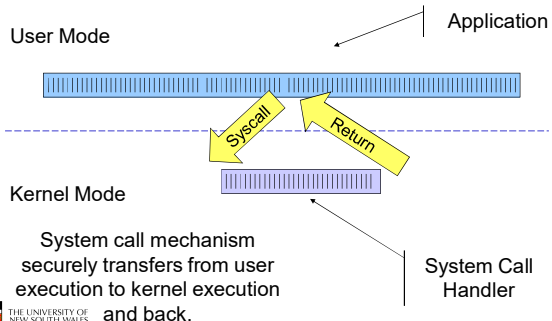 User Mode
Application
Syscall
Return
Kernel Mode
System call mechanism
securely transfers from user
execution to kernel execution
and back.
System Call
Handler
THE UNIVERSITY OF
NEW SOUTH WALES